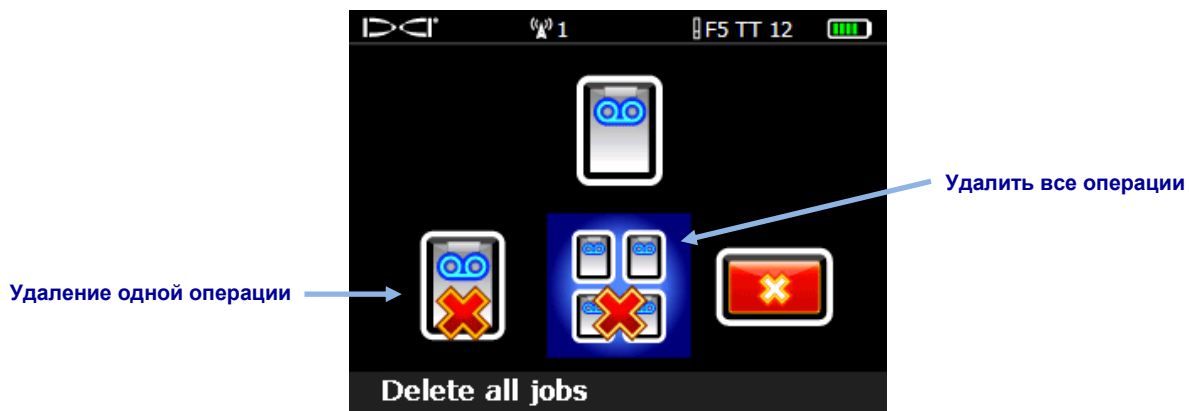 DCI
1
F5 TT 12
Удалить все операции
Удаление одной операции
Delete all jobs